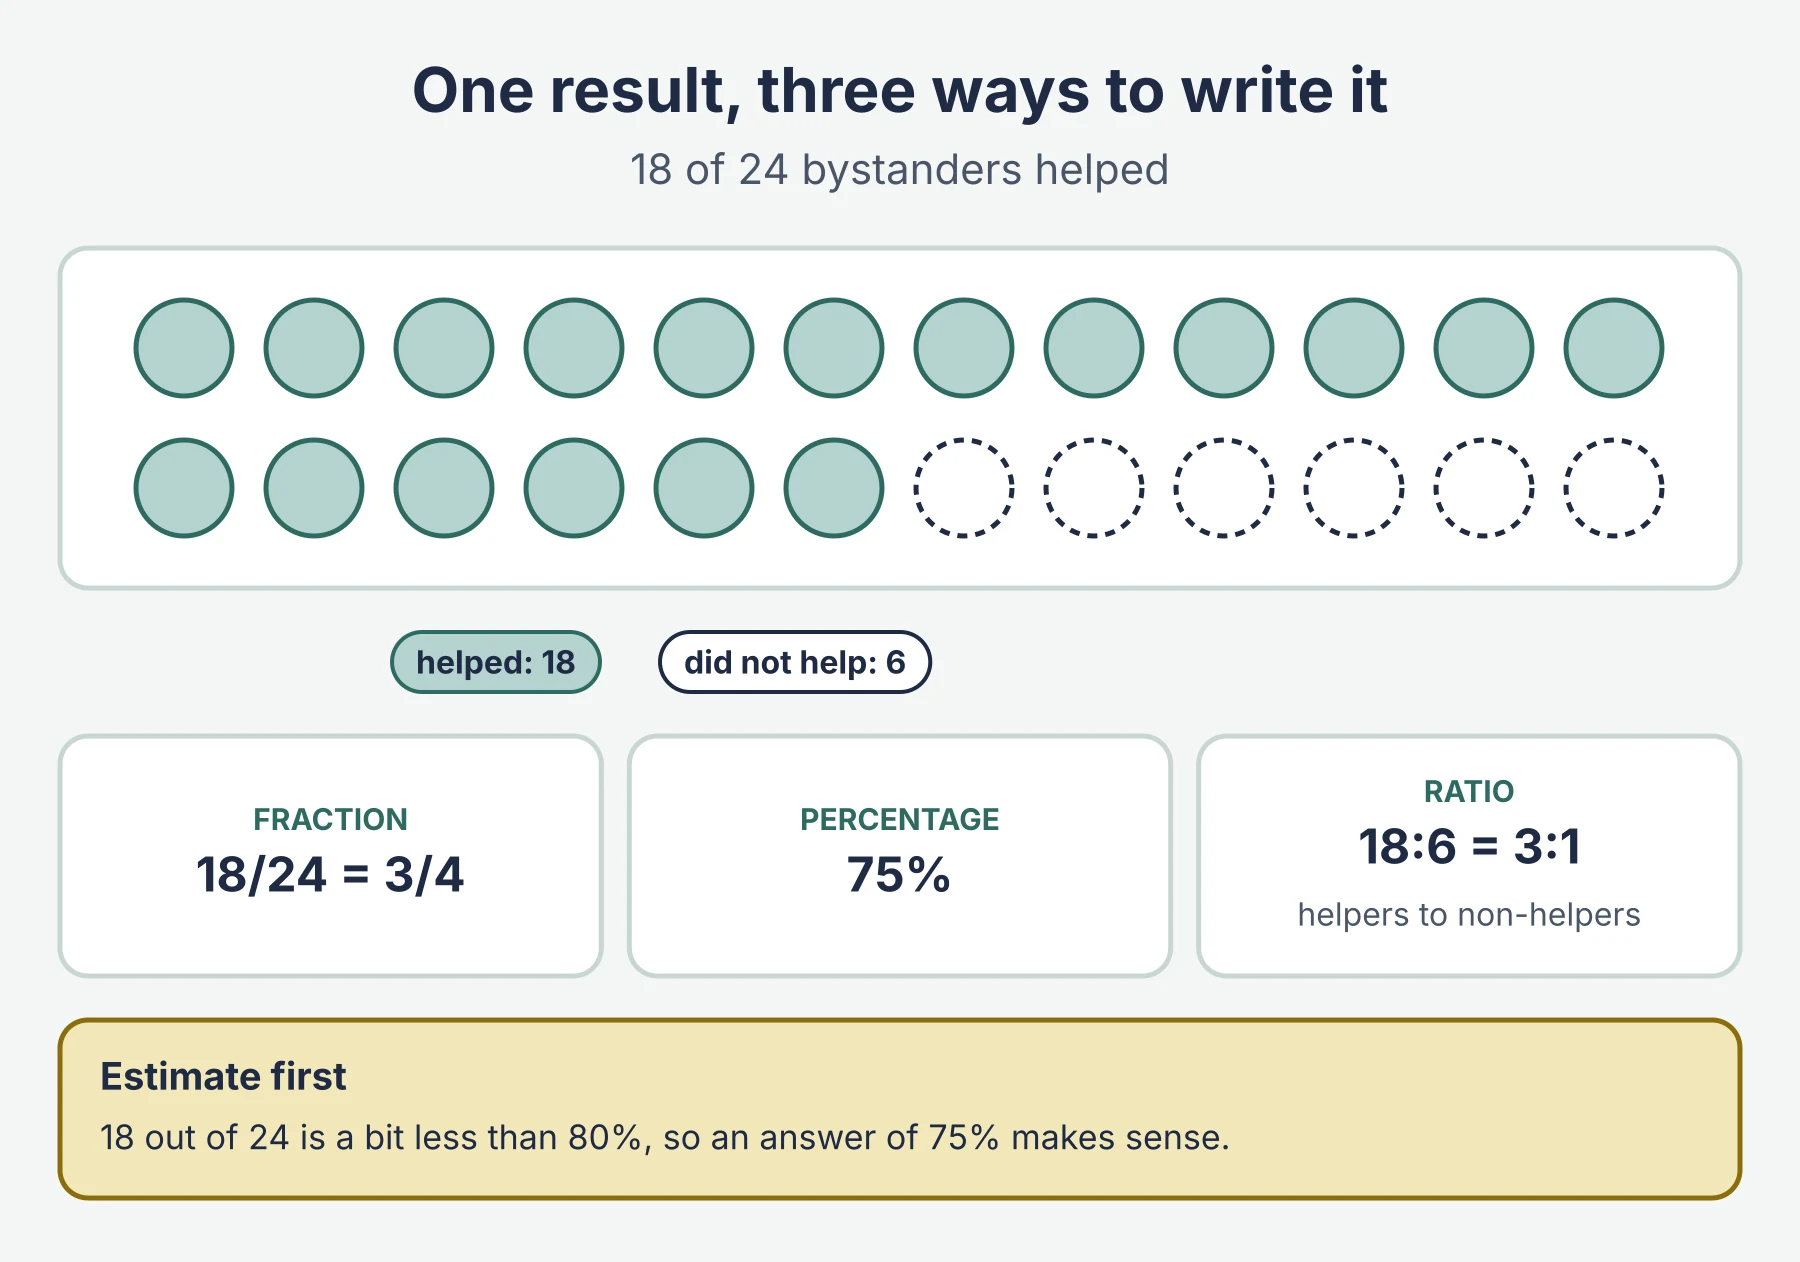 One result, three ways to write it
18 of 24 bystanders helped
helped: 18
did not help: 6
FRACTION
18/24 = 3/4
PERCENTAGE
75%
RATIO
18:6 = 3:1
helpers to non-helpers
Estimate first
18 out of 24 is a bit less than 80%, so an answer of 75% makes sense.